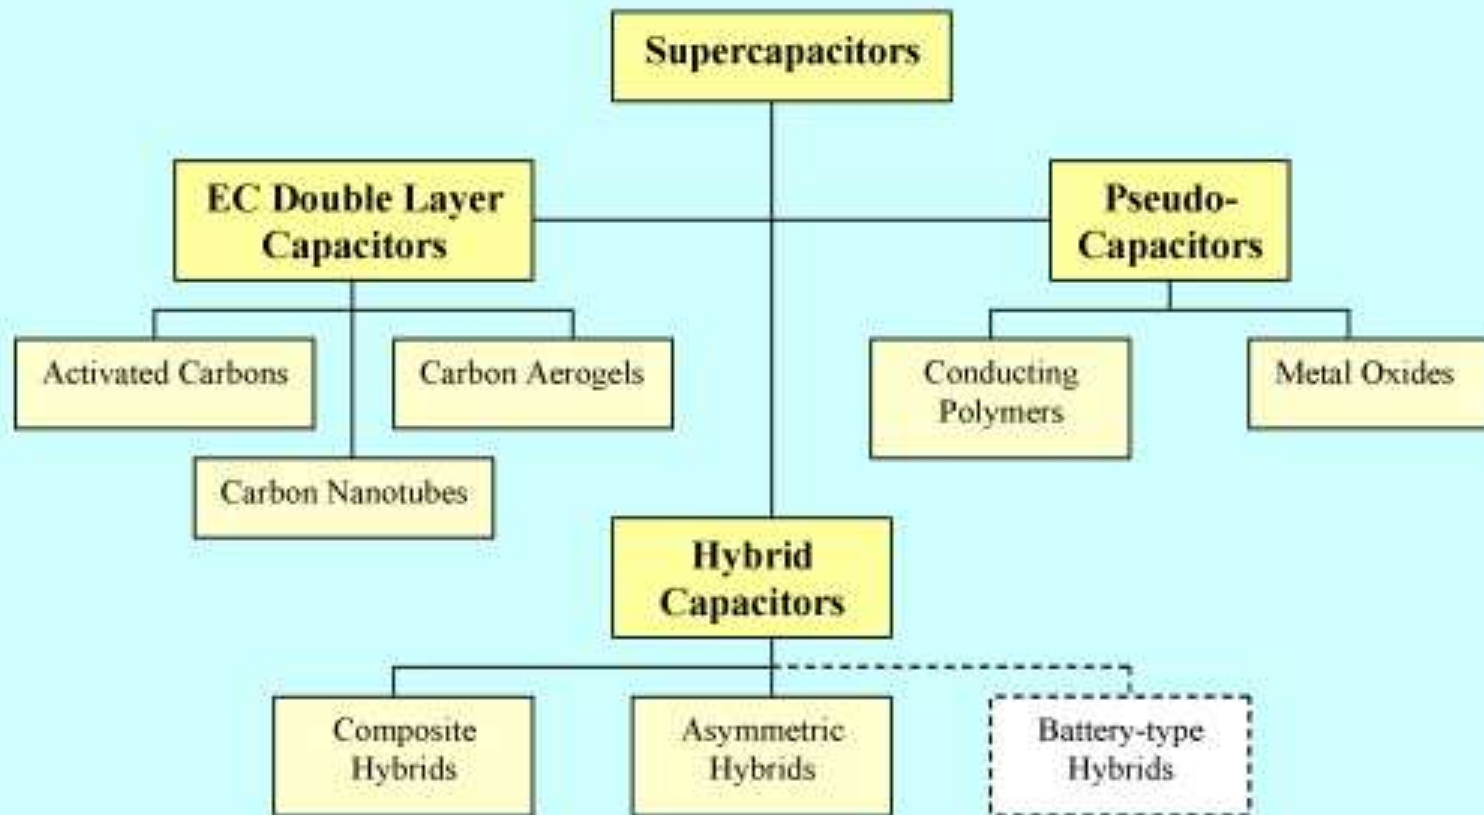 Supercapacitors
EC Double Layer
Capacitors
Pseudo-
Capacitors
Activated Carbons
Carbon Aerogels
Conducting
Polymers
Metal Oxides
Carbon Nanotubes
Hybrid
Capacitors
Composite
Hybrids
Asymmetric
Hybrids
Battery-type
Hybrids